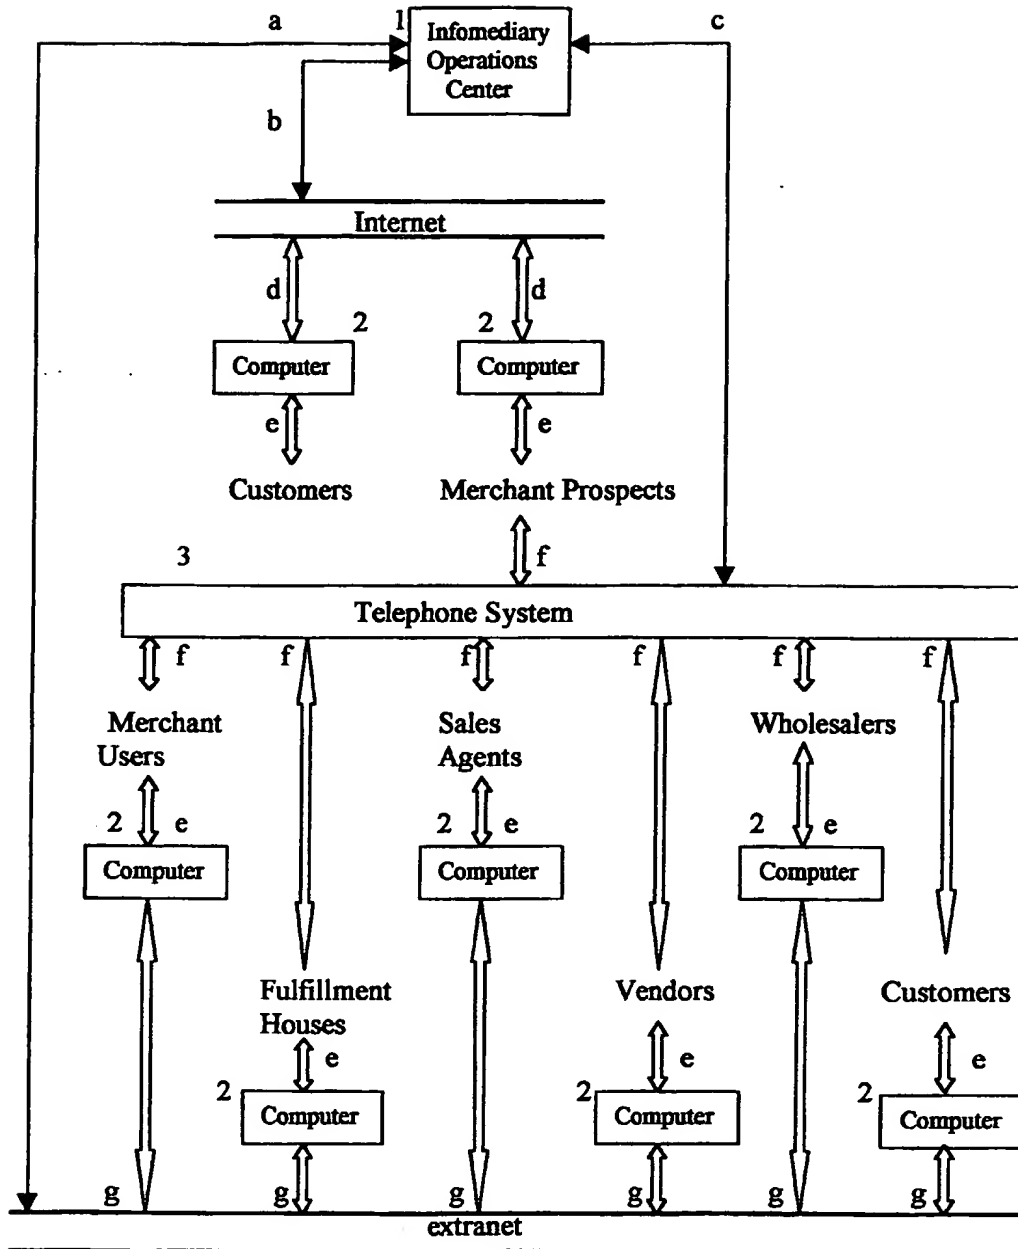 a
1
c
Infomediary
Operations
Center
b
Internet
d
d
2
2
Computer
Computer
e
e
Customers
Merchant Prospects
f
3
Telephone System
f
f
f
f
f
f
Merchant
Users
Sales
Agents
Wholesalers
2
e
2
e
2
e
Computer
Computer
Computer
Fulfillment
Houses
Vendors
Customers
e
e
e
2
2
2
Computer
Computer
Computer
g
g
g
g
g
g
extranet